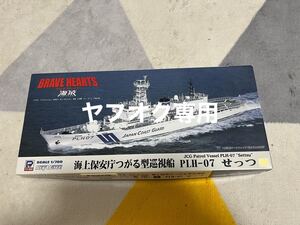 BRAVE HEARTS
海猿
ヤフオク専用
PLH07
JAPAN COAST GUARD
SCALE 1/700
JCG Patrol Vessel PLH-07 "Settsu"
海上保安庁つがる型巡視船 PLH-07 せっつ